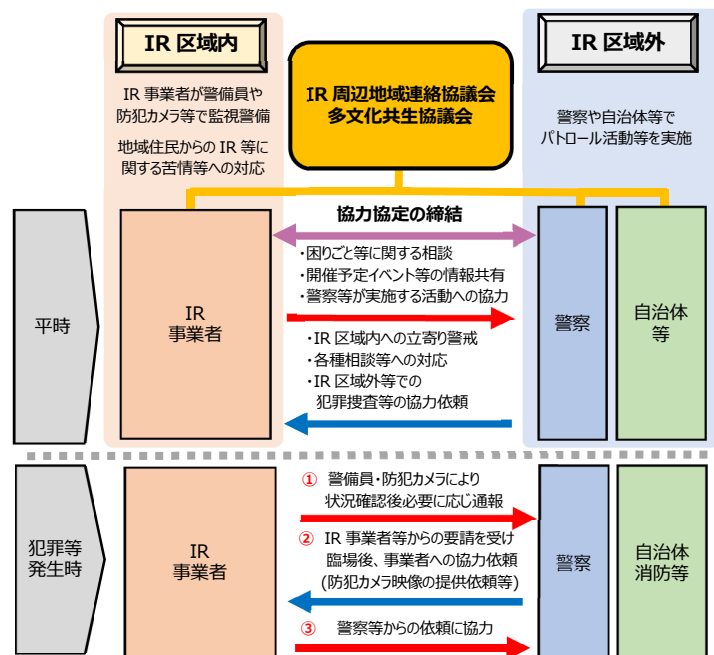 IR 区域内
IR 事業者が警備員や
防犯カメラ等で監視警備
地域住民からの IR 等に
関する苦情等への対応
IR 周辺地域連絡協議会
多文化共生協議会
IR 区域外
警察や自治体等で
パトロール活動等を実施
平時
IR
事業者
協力協定の締結
・困りごと等に関する相談
・開催予定イベント等の情報共有
・警察等が実施する活動への協力
・IR 区域内への立寄り警戒
・各種相談等への対応
・IR 区域外等での
犯罪捜査等の協力依頼
警察
自治体
等
犯罪等
発生時
IR
事業者
① 警備員・防犯カメラにより
状況確認後必要に応じ通報
② IR 事業者等からの要請を受け
臨場後、事業者への協力依頼
(防犯カメラ映像の提供依頼等)
③ 警察等からの依頼に協力
警察
自治体
消防等